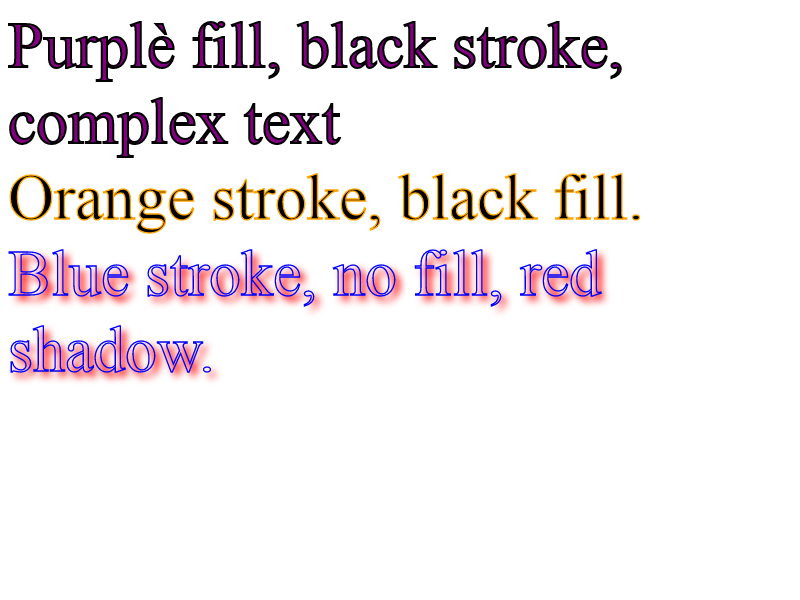 Purplè fill, black stroke,
complex text
Orange stroke, black fill.
Blue stroke, no fill, red
shadow.